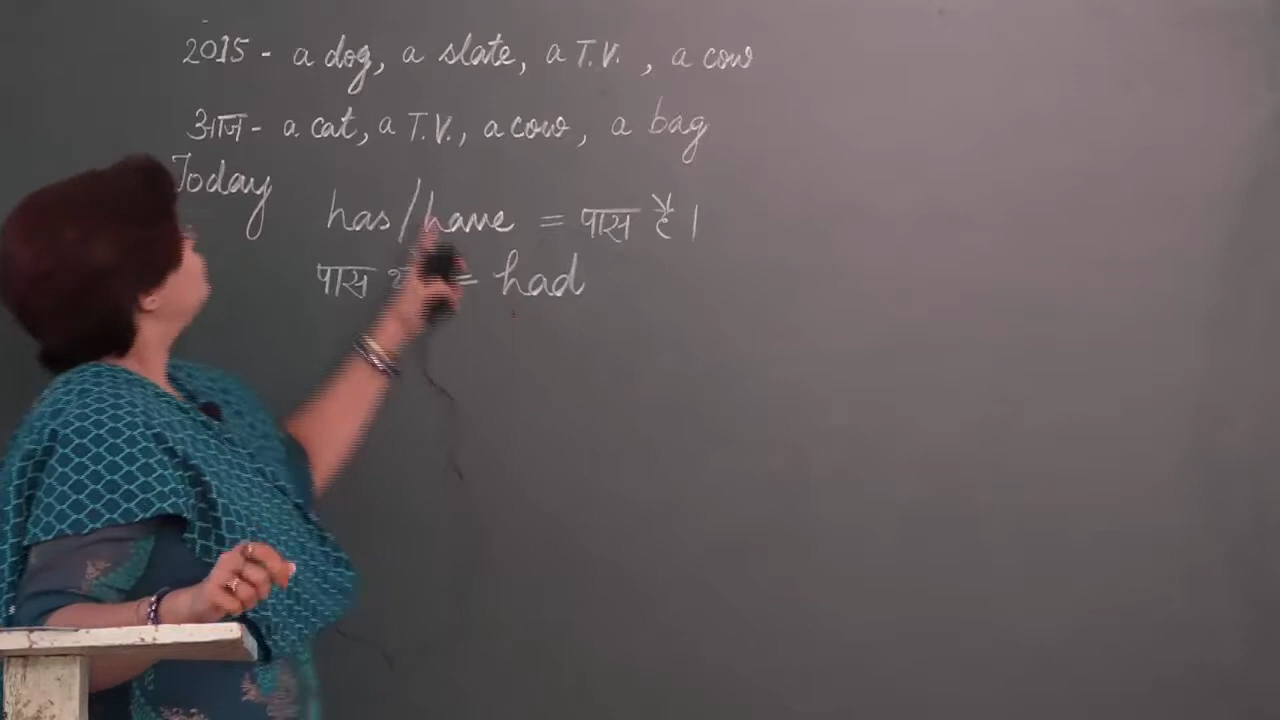 2015 - a dog, a slate, a T.V., a cow
आज - a cat, a T.V., a cow, a bag
Today
has/have = पास है।
पास = had